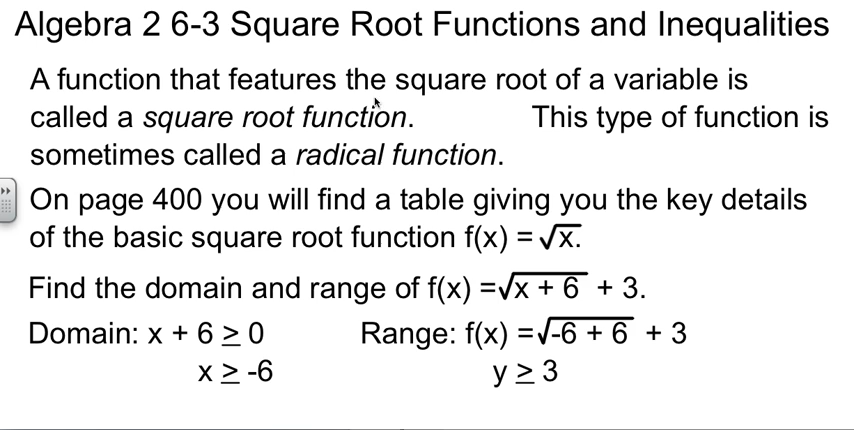 Algebra 2 6-3 Square Root Functions and Inequalities
A function that features the square root of a variable is
called a square root function. This type of function is
sometimes called a radical function.
On page 400 you will find a table giving you the key details
of the basic square root function f(x) = √x.
Find the domain and range of f(x) =√x + 6 + 3.
Domain: x + 6 ≥ 0 Range: f(x) =√-6 + 6 + 3
x ≥ -6 y ≥ 3